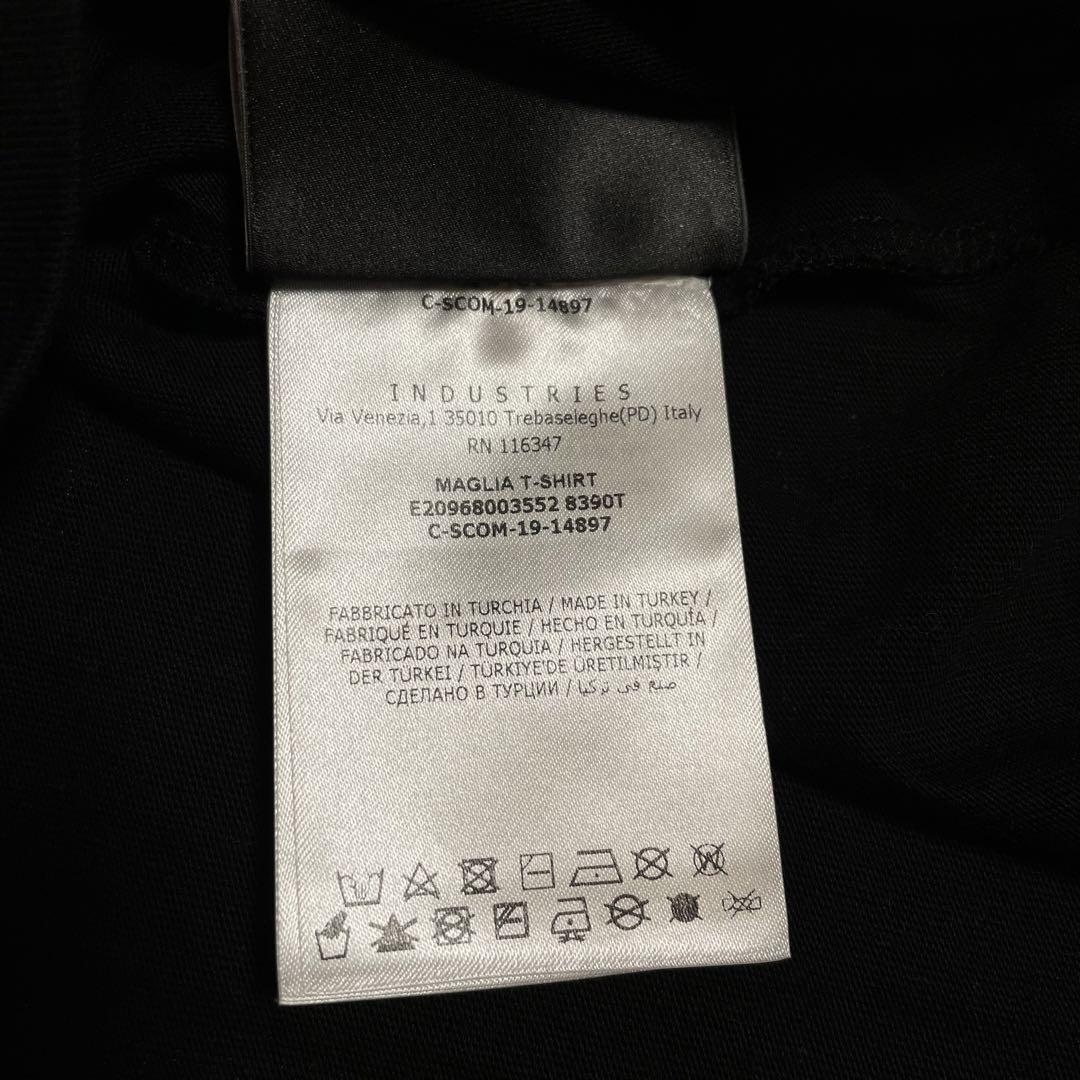 C-SCOM-19-14897
INDUSTRIES
Via Venezia,1 35010 Trebaseleghe(PD) Italy
RN 116347
MAGLIA T-SHIRT
E20968003552 8390T
C-SCOM-19-14897
FABBRICATO IN TURCHIA / MADE IN TURKEY /
FABRIQUÉ EN TURQUIE / HECHO EN TURQUÍA /
FABRICADO NA TURQUIA / HERGESTELLT IN
DER TÜRKEI / TÜRKIYE'DE ÜRETILMIŞTIR /
СДЕЛАНО В ТУРЦИИ / صنع في تركيا
W